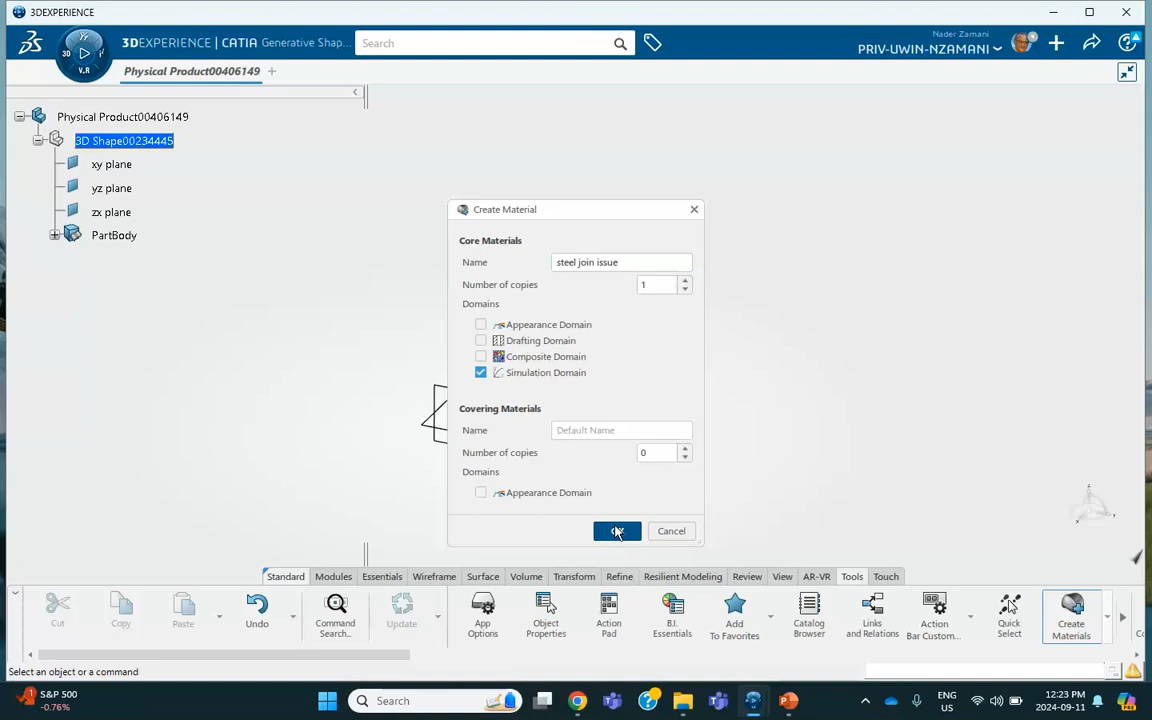 3DEXPERIENCE
3DEXPERIENCE | CATIA Generative Shap...
Search
Nader Zamani
PRIV-UWIN-NZAMANI
3D
V.R
Physical Product00406149
Physical Product00406149
3D Shape00234445
xy plane
yz plane
zx plane
PartBody
Create Material
Core Materials
Name steel join issue
Number of copies 1
Domains
Appearance Domain
Drafting Domain
Composite Domain
Simulation Domain
Covering Materials
Name Default Name
Number of copies 0
Domains
Appearance Domain
Cancel
Standard Modules Essentials Wireframe Surface Volume Transform Refine Resilient Modeling Review View AR-VR Tools Touch
Cut Copy Paste Undo Command Search... Update App Options Object Properties Action Pad B.I. Essentials Add To Favorites Catalog Browser Links and Relations Action Bar Custom... Quick Select Create Materials
Select an object or a command
S&P 500
-0.76%
Search
ENG
US
12:23 PM
2024-09-11